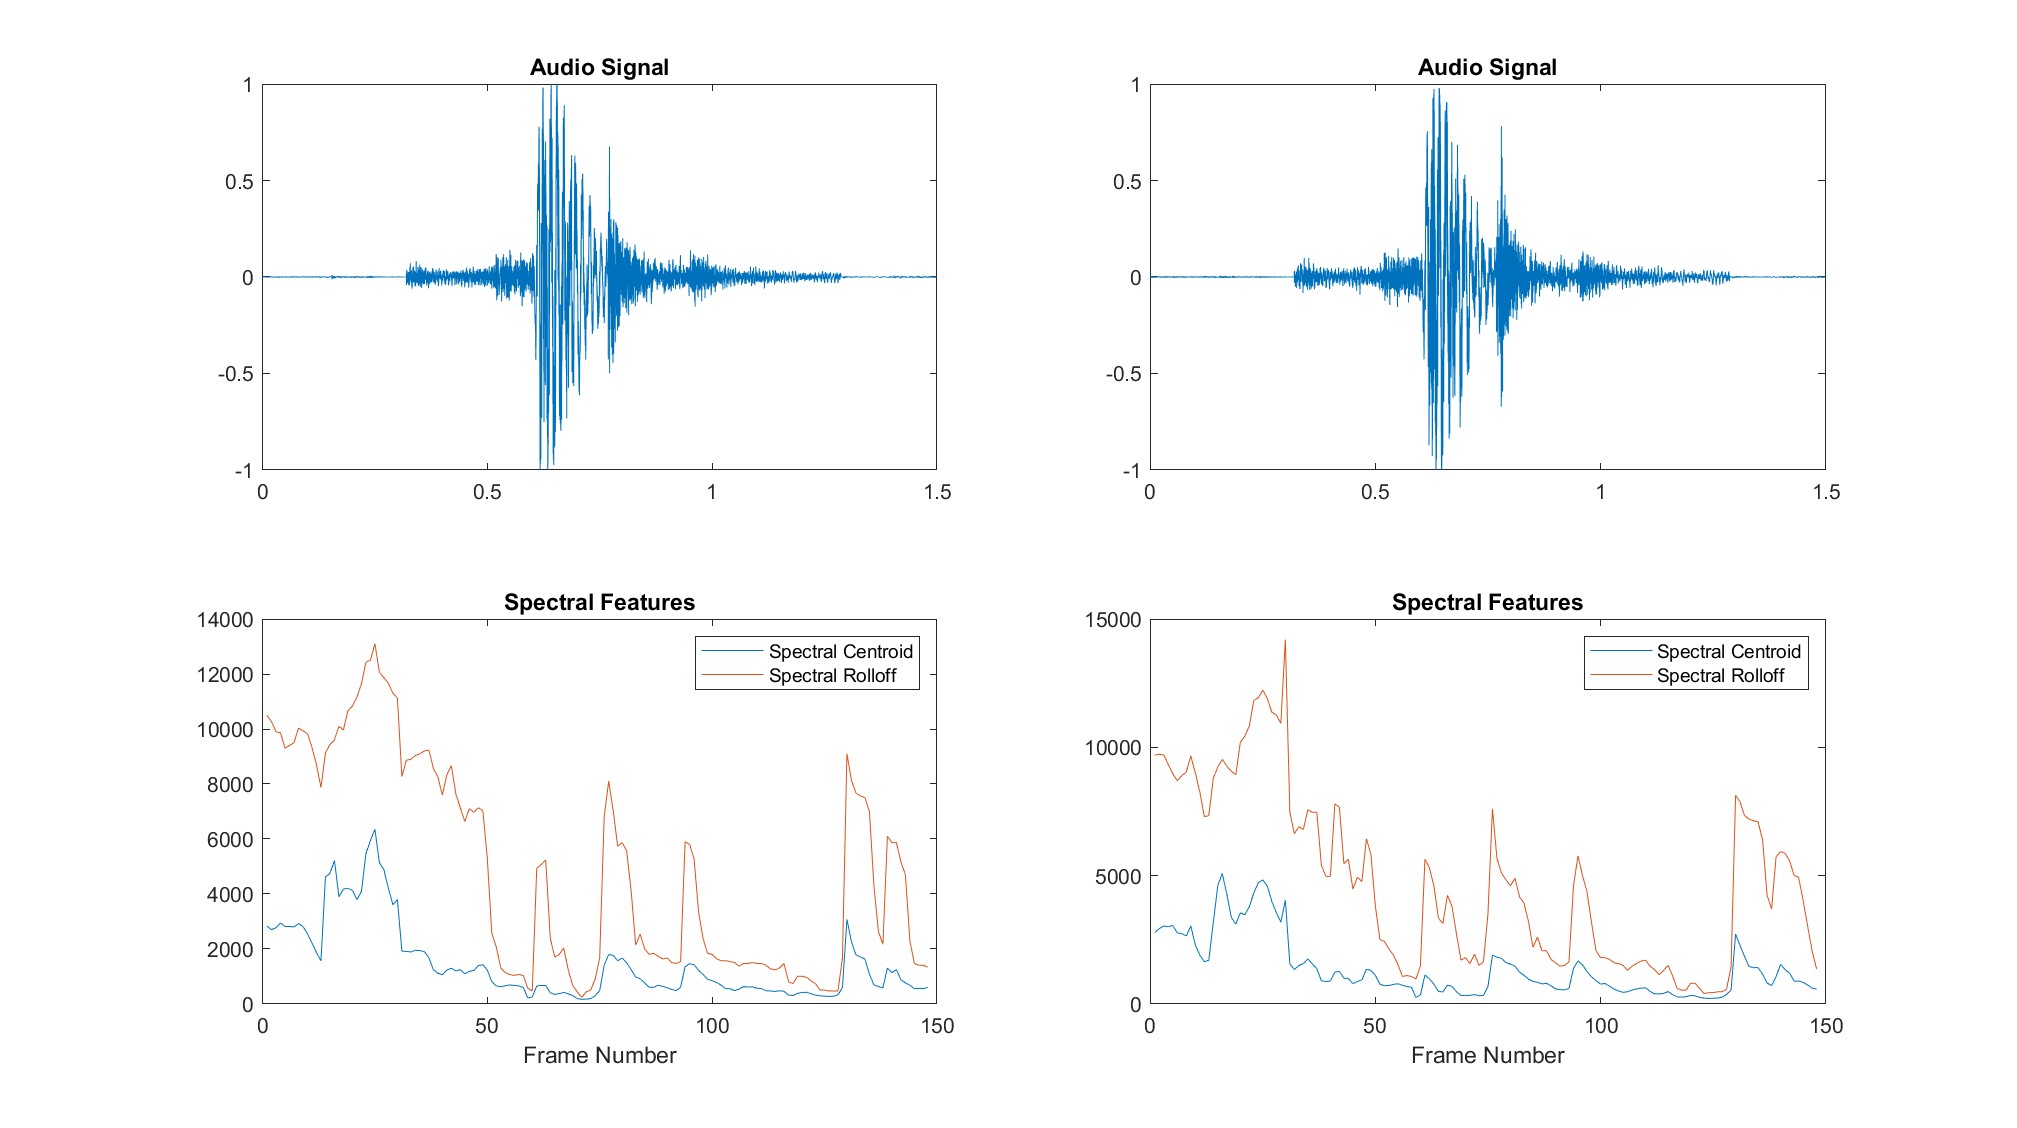 Audio Signal
1
0.5
0
-0.5
-1
0 0.5 1 1.5
Audio Signal
1
0.5
0
-0.5
-1
0 0.5 1 1.5
Spectral Features
14000
12000
10000
8000
6000
4000
2000
0
Spectral Centroid
Spectral Rolloff
0 50 100 150
Frame Number
Spectral Features
15000
10000
5000
0
Spectral Centroid
Spectral Rolloff
0 50 100 150
Frame Number